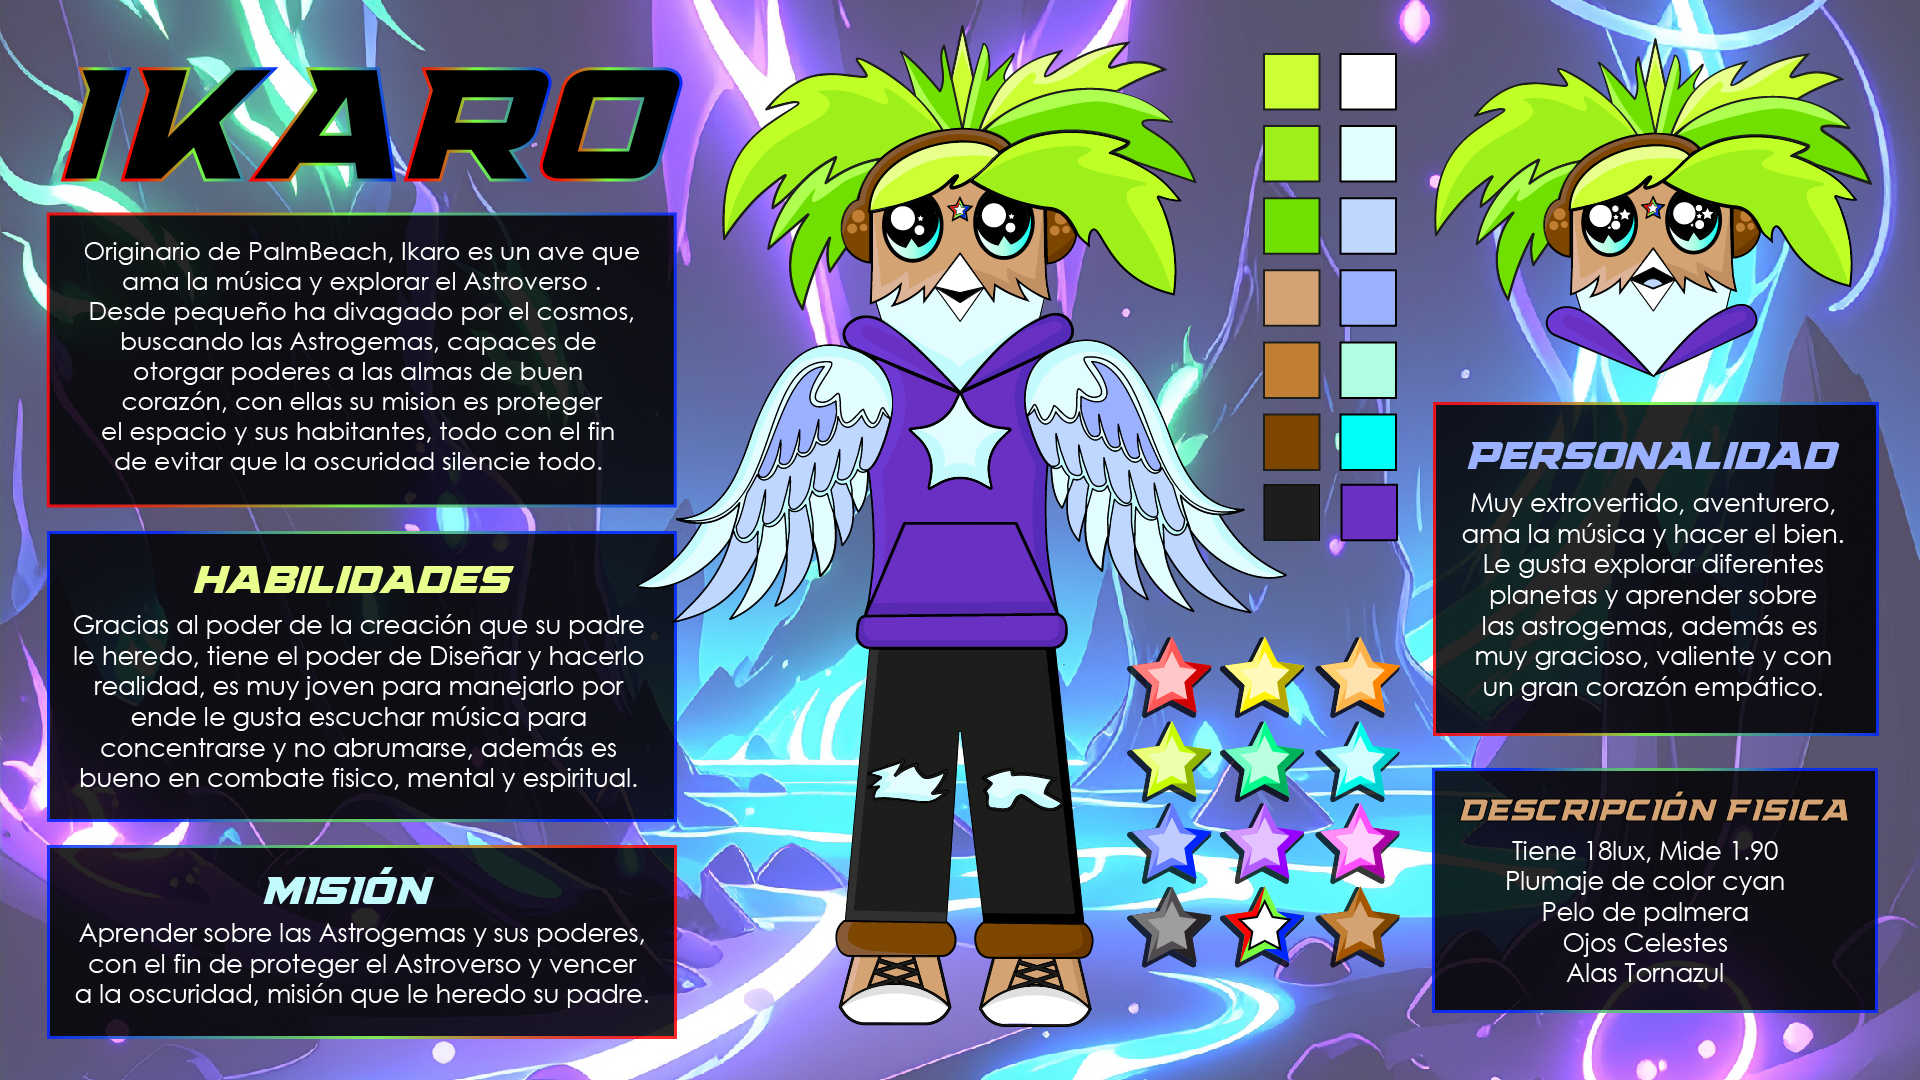 IKARO
Originario de PalmBeach, Ikaro es un ave que
ama la música y explorar el Astroverso .
Desde pequeño ha divagado por el cosmos,
buscando las Astrogemas, capaces de
otorgar poderes a las almas de buen
corazón, con ellas su mision es proteger
el espacio y sus habitantes, todo con el fin
de evitar que la oscuridad silencie todo.
HABILIDADES
Gracias al poder de la creación que su padre
le heredo, tiene el poder de Diseñar y hacerlo
realidad, es muy joven para manejarlo por
ende le gusta escuchar música para
concentrarse y no abrumarse, además es
bueno en combate fisico, mental y espiritual.
MISIÓN
Aprender sobre las Astrogemas y sus poderes,
con el fin de proteger el Astroverso y vencer
a la oscuridad, misión que le heredo su padre.
PERSONALIDAD
Muy extrovertido, aventurero,
ama la música y hacer el bien.
Le gusta explorar diferentes
planetas y aprender sobre
las astrogemas, además es
muy gracioso, valiente y con
un gran corazón empático.
DESCRIPCIÓN FISICA
Tiene 18lux, Mide 1.90
Plumaje de color cyan
Pelo de palmera
Ojos Celestes
Alas Tornazul